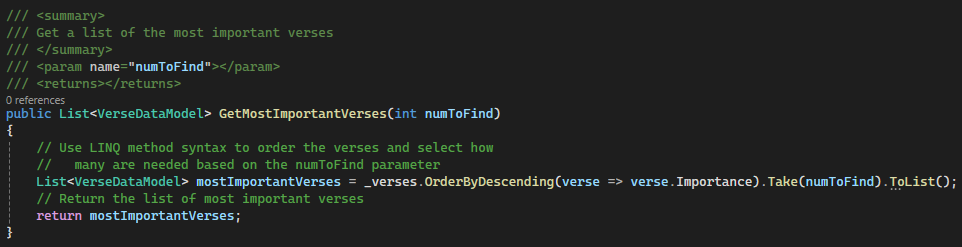 /// <summary>
/// Get a list of the most important verses
/// </summary>
/// <param name="numToFind"></param>
/// <returns></returns>
0 references
public List<VerseDataModel> GetMostImportantVerses(int numToFind)
{
    // Use LINQ method syntax to order the verses and select how
    //   many are needed based on the numToFind parameter
    List<VerseDataModel> mostImportantVerses = _verses.OrderByDescending(verse => verse.Importance).Take(numToFind).ToList();
    // Return the list of most important verses
    return mostImportantVerses;
}